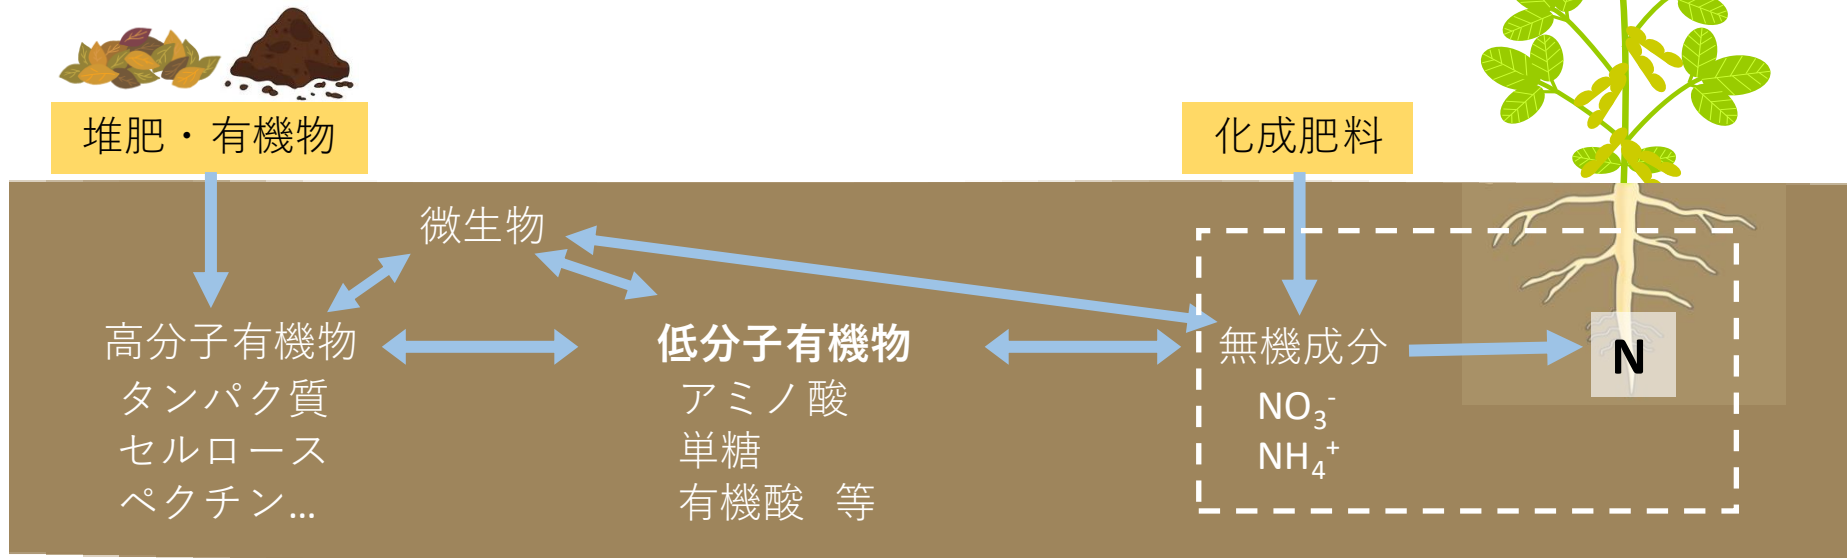 堆肥・有機物
化成肥料
微生物
高分子有機物
タンパク質
セルロース
ペクチン...
低分子有機物
アミノ酸
単糖
有機酸 等
無機成分
NO₃⁻
NH₄⁺
N